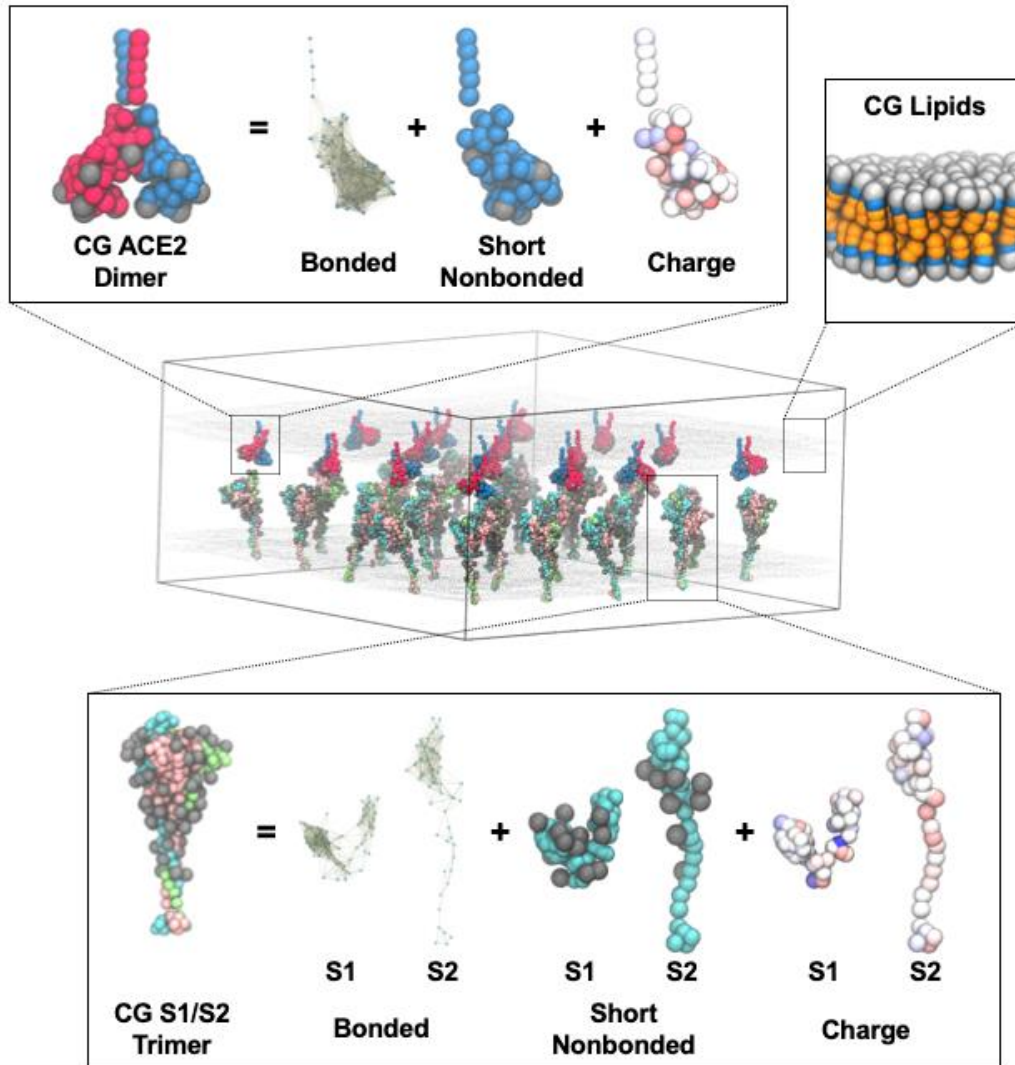 = + +
CG ACE2
Dimer
Bonded
Short
Nonbonded
Charge
CG Lipids
= + +
S1 S2 S1 S2 S1 S2
CG S1/S2
Trimer
Bonded
Short
Nonbonded
Charge